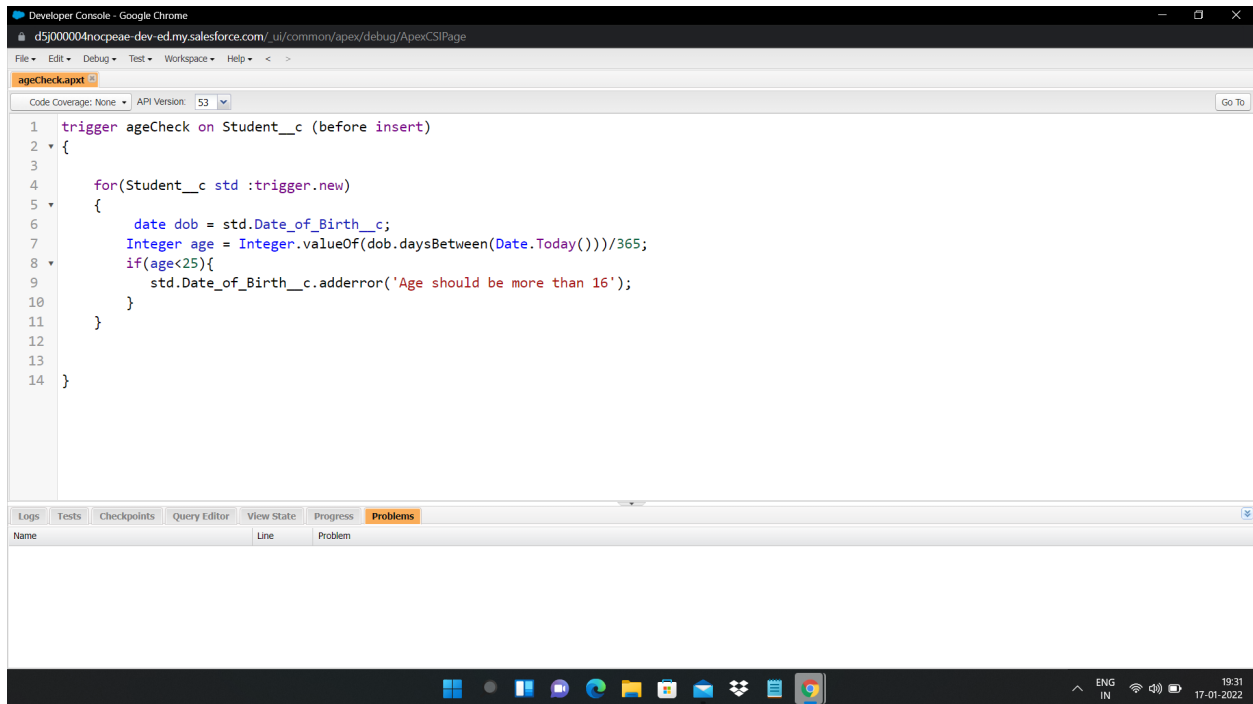 Developer Console - Google Chrome
d5j000004nocpeae-dev-ed.my.salesforce.com/_ui/common/apex/debug/ApexCSIPage
File Edit Debug Test Workspace Help < >
ageCheck.apxt
Code Coverage: None API Version: 53 Go To
1 trigger ageCheck on Student__c (before insert)
2 {
3
4 for(Student__c std :trigger.new)
5 {
6 date dob = std.Date_of_Birth__c;
7 Integer age = Integer.valueOf(dob.daysBetween(Date.Today()))/365;
8 if(age<25){
9 std.Date_of_Birth__c.adderror('Age should be more than 16');
10 }
11 }
12
13
14 }
Logs Tests Checkpoints Query Editor View State Progress Problems
Name Line Problem
ENG 19:31
IN 17-01-2022